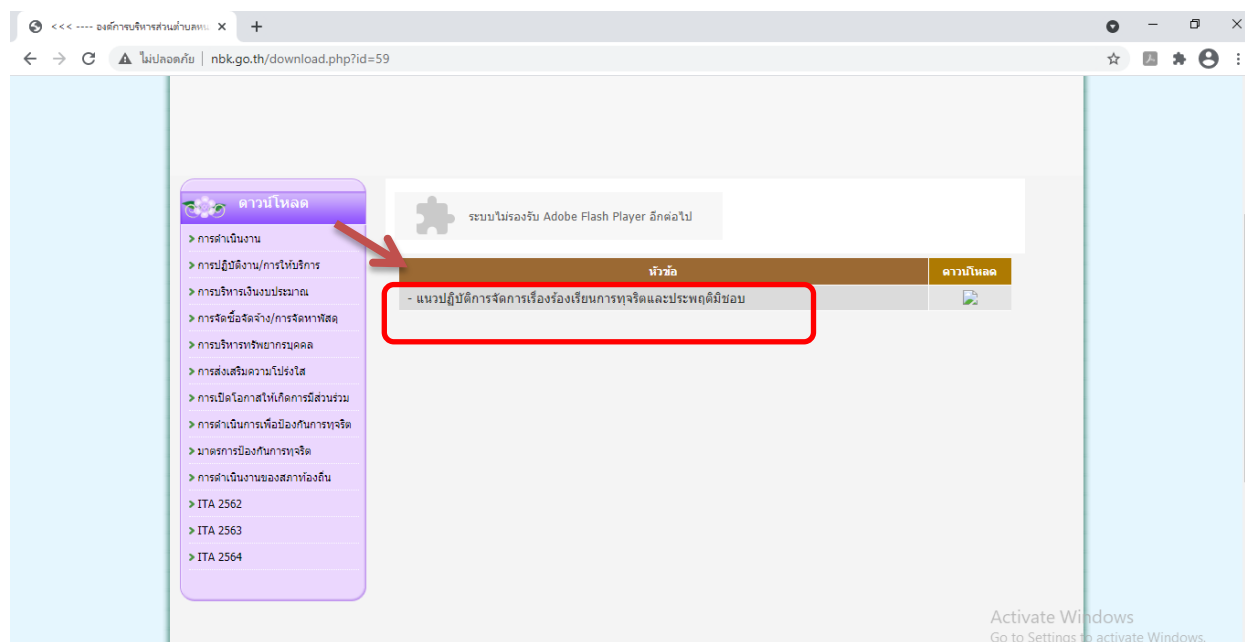 <<< ---- องค์การบริหารส่วนตำบลหน
ไม่ปลอดภัย | nbk.go.th/download.php?id=59
ดาวน์โหลด
การดำเนินงาน
การปฏิบัติงาน/การให้บริการ
การบริหารเงินงบประมาณ
การจัดซื้อจัดจ้าง/การจัดหาพัสดุ
การบริหารทรัพยากรบุคคล
การส่งเสริมความโปร่งใส
การเปิดโอกาสให้เกิดการมีส่วนร่วม
การดำเนินการเพื่อป้องกันการทุจริต
มาตรการป้องกันการทุจริต
การดำเนินงานของสภาท้องถิ่น
ITA 2562
ITA 2563
ITA 2564
ระบบไม่รองรับ Adobe Flash Player อีกต่อไป
หัวข้อ ดาวน์โหลด
- แนวปฏิบัติการจัดการเรื่องร้องเรียนการทุจริตและประพฤติมิชอบ
Activate Windows
Go to Settings to activate Windows.